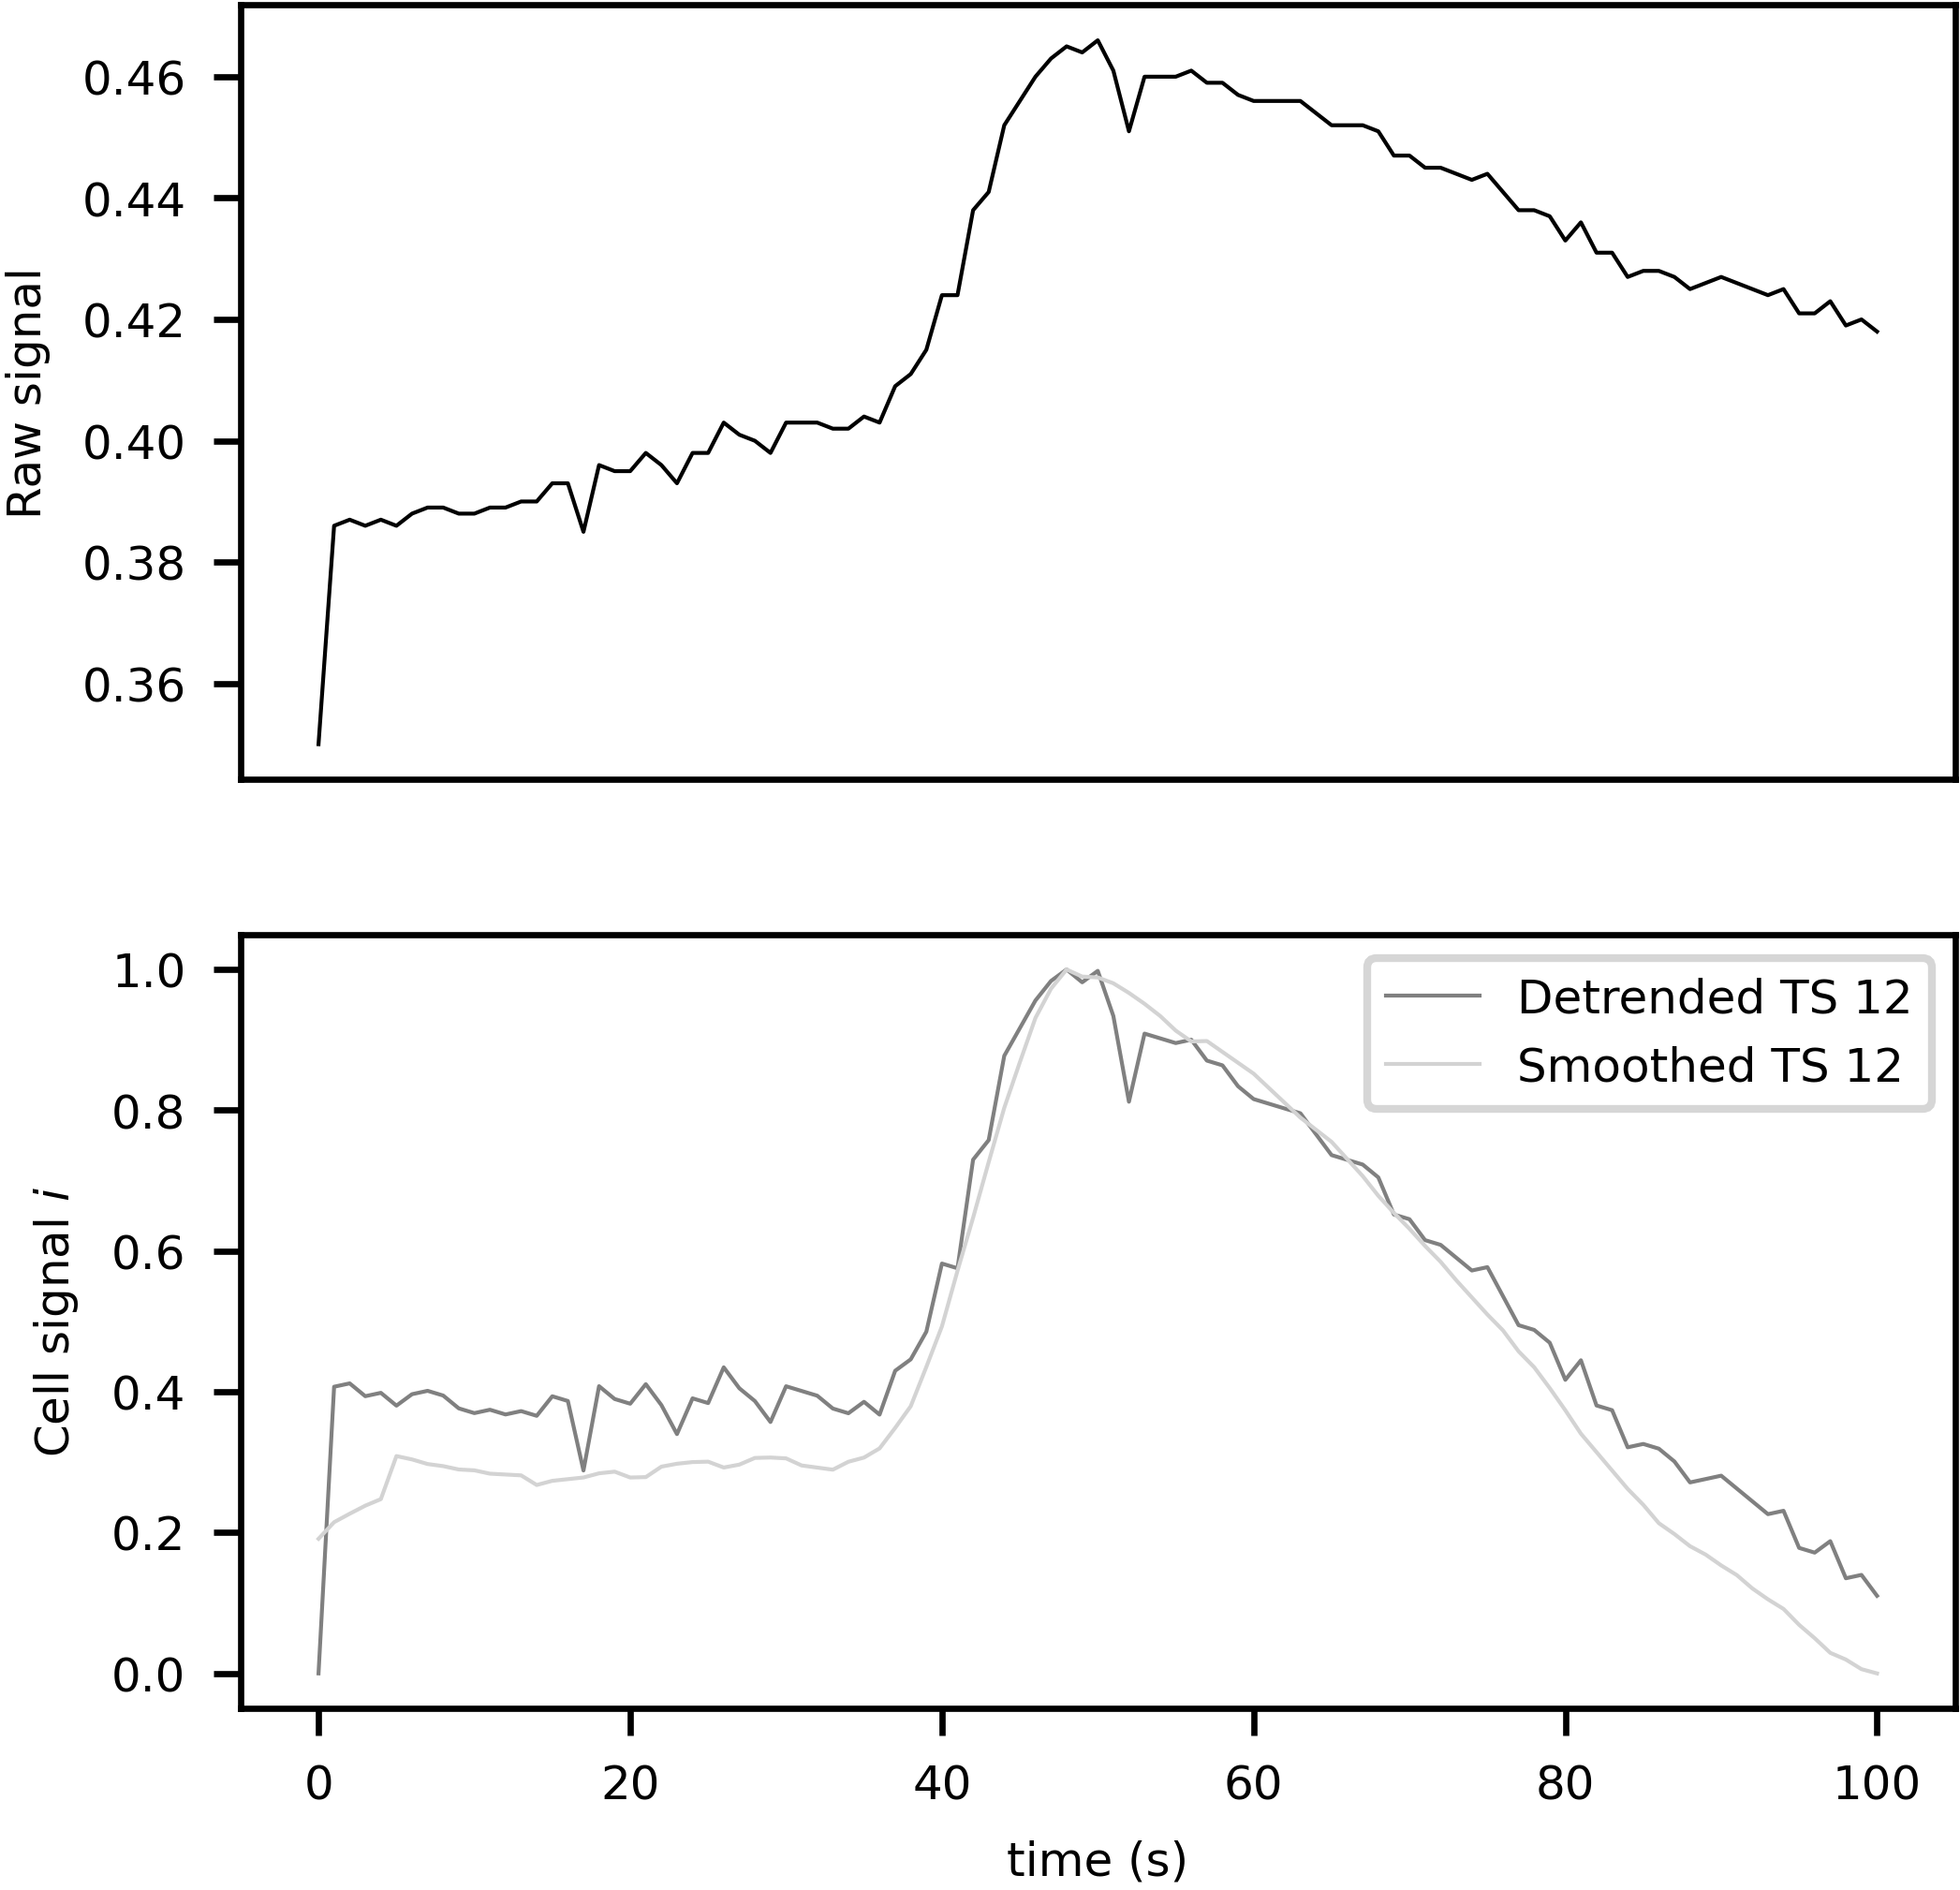 Raw signal
0.46
0.44
0.42
0.40
0.38
0.36
Cell signal i
1.0
0.8
0.6
0.4
0.2
0.0
Detrended TS 12
Smoothed TS 12
0 20 40 60 80 100
time (s)